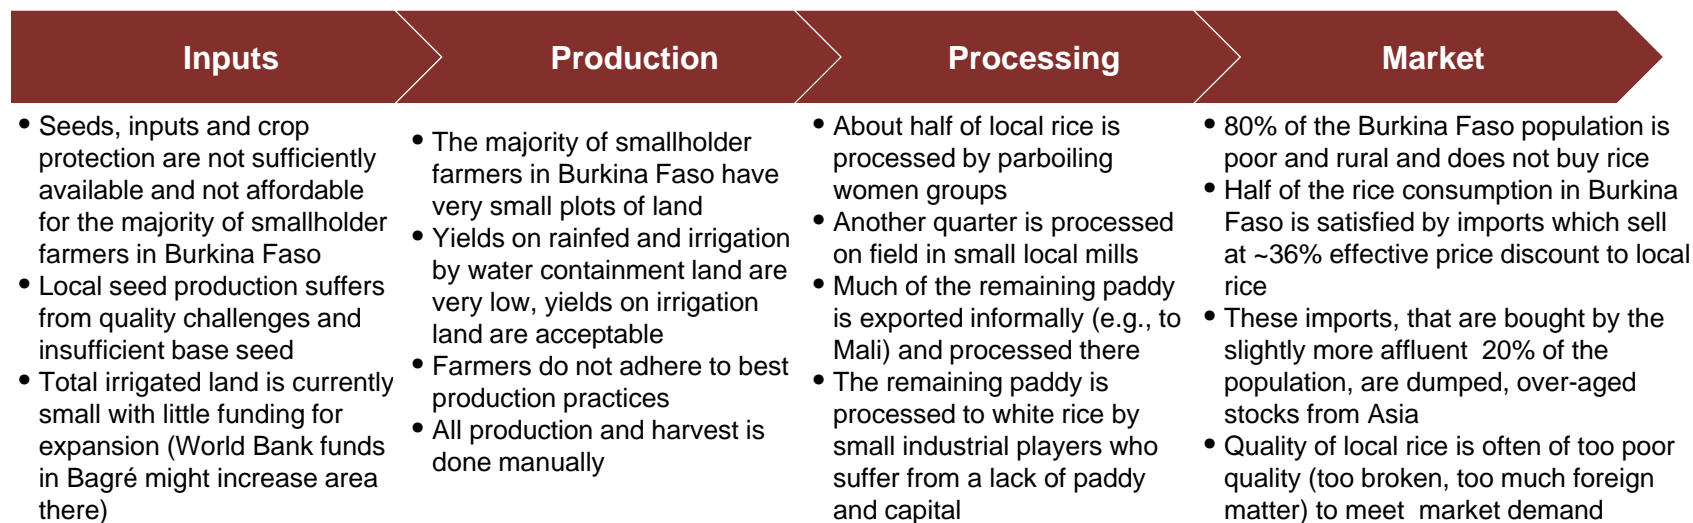 Inputs
Production
Processing
Market
• Seeds, inputs and crop
protection are not sufficiently
available and not affordable
for the majority of smallholder
farmers in Burkina Faso
• Local seed production suffers
from quality challenges and
insufficient base seed
• Total irrigated land is currently
small with little funding for
expansion (World Bank funds
in Bagré might increase area
there)
• The majority of smallholder
farmers in Burkina Faso have
very small plots of land
• Yields on rainfed and irrigation
by water containment land are
very low, yields on irrigation
land are acceptable
• Farmers do not adhere to best
production practices
• All production and harvest is
done manually
• About half of local rice is
processed by parboiling
women groups
• Another quarter is processed
on field in small local mills
• Much of the remaining paddy
is exported informally (e.g., to
Mali) and processed there
• The remaining paddy is
processed to white rice by
small industrial players who
suffer from a lack of paddy
and capital
• 80% of the Burkina Faso population is
poor and rural and does not buy rice
• Half of the rice consumption in Burkina
Faso is satisfied by imports which sell
at ~36% effective price discount to local
rice
• These imports, that are bought by the
slightly more affluent  20% of the
population, are dumped, over-aged
stocks from Asia
• Quality of local rice is often of too poor
quality (too broken, too much foreign
matter) to meet  market demand